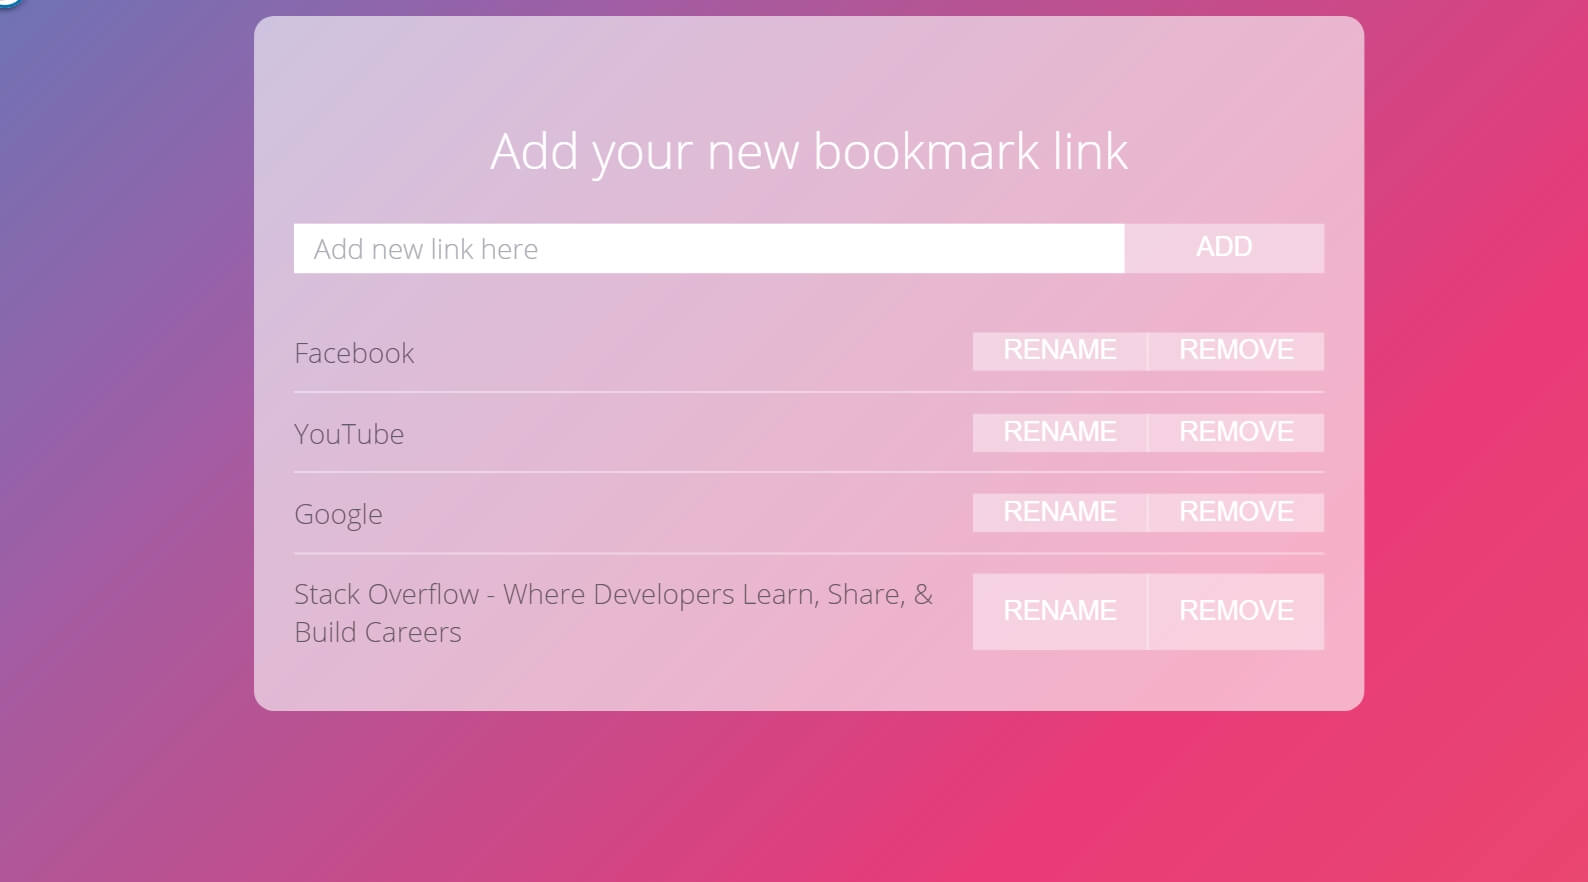 Add your new bookmark link
Add new link here ADD
Facebook RENAME REMOVE
YouTube RENAME REMOVE
Google RENAME REMOVE
Stack Overflow - Where Developers Learn, Share, &
Build Careers
RENAME REMOVE